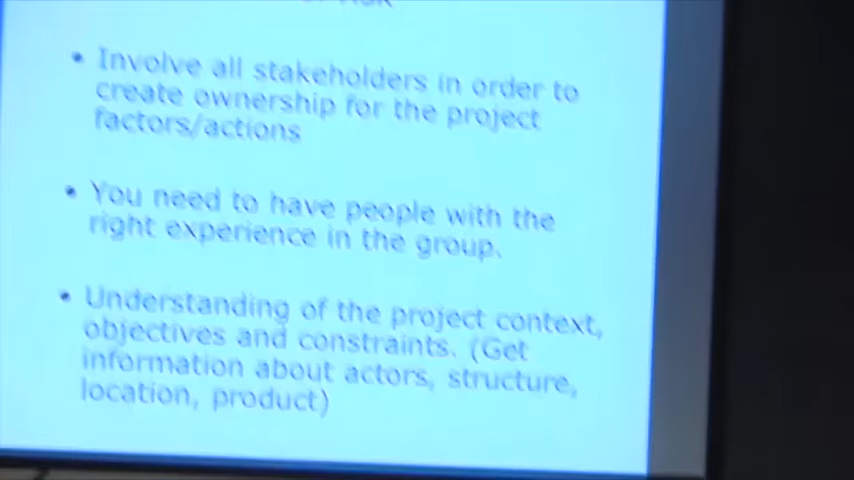 • Involve all stakeholders in order to
create ownership for the project
factors/actions
• You need to have people with the
right experience in the group.
• Understanding of the project context,
objectives and constraints. (Get
information about actors, structure,
location, product)